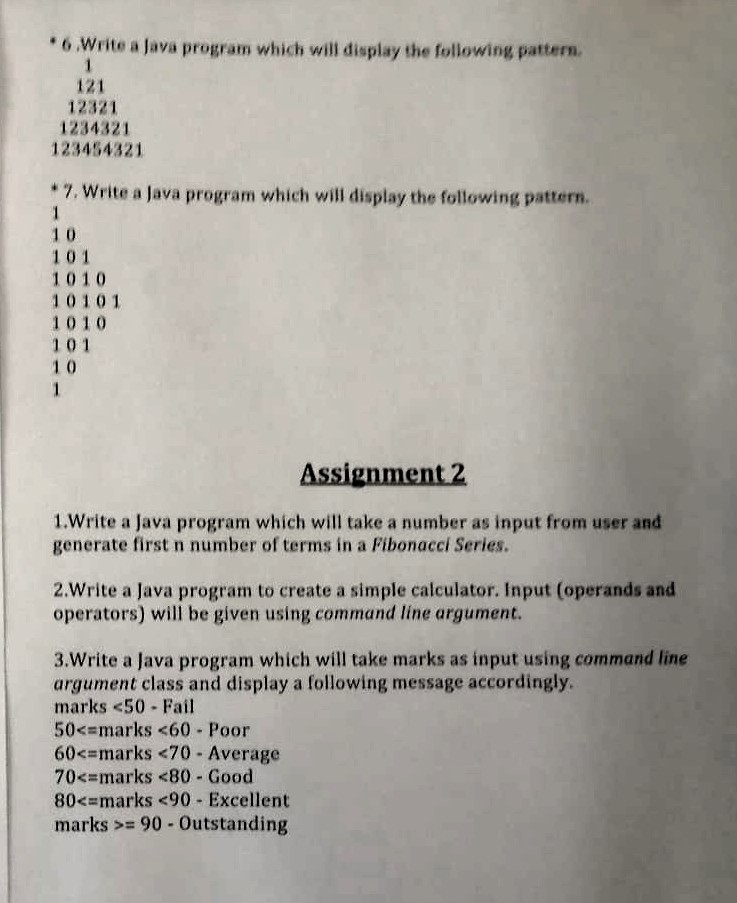 * 6 .Write a Java program which will display the following pattern.
1
121
12321
1234321
123454321
* 7. Write a Java program which will display the following pattern.
1
1 0
1 0 1
1 0 1 0
1 0 1 0 1
1 0 1 0
1 0 1
1 0
1
Assignment 2
1.Write a Java program which will take a number as input from user and
generate first n number of terms in a Fibonacci Series.
2.Write a Java program to create a simple calculator. Input (operands and
operators) will be given using command line argument.
3.Write a Java program which will take marks as input using command line
argument class and display a following message accordingly.
marks <50 - Fail
50<=marks <60 - Poor
60<=marks <70 - Average
70<=marks <80 - Good
80<=marks <90 - Excellent
marks >= 90 - Outstanding